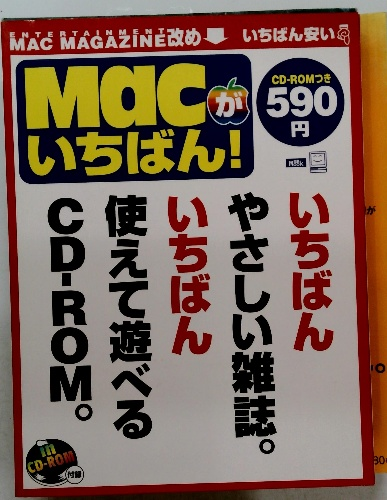 ENTERTAINMENT
MAC MAGAZINE改め
いちばん安い
Macが
いちばん!
CD-ROMつき
590
円
いちばん
やさしい雑誌。
いちばん
使えて遊べる
CD-ROM。
in
CD-ROM
付録